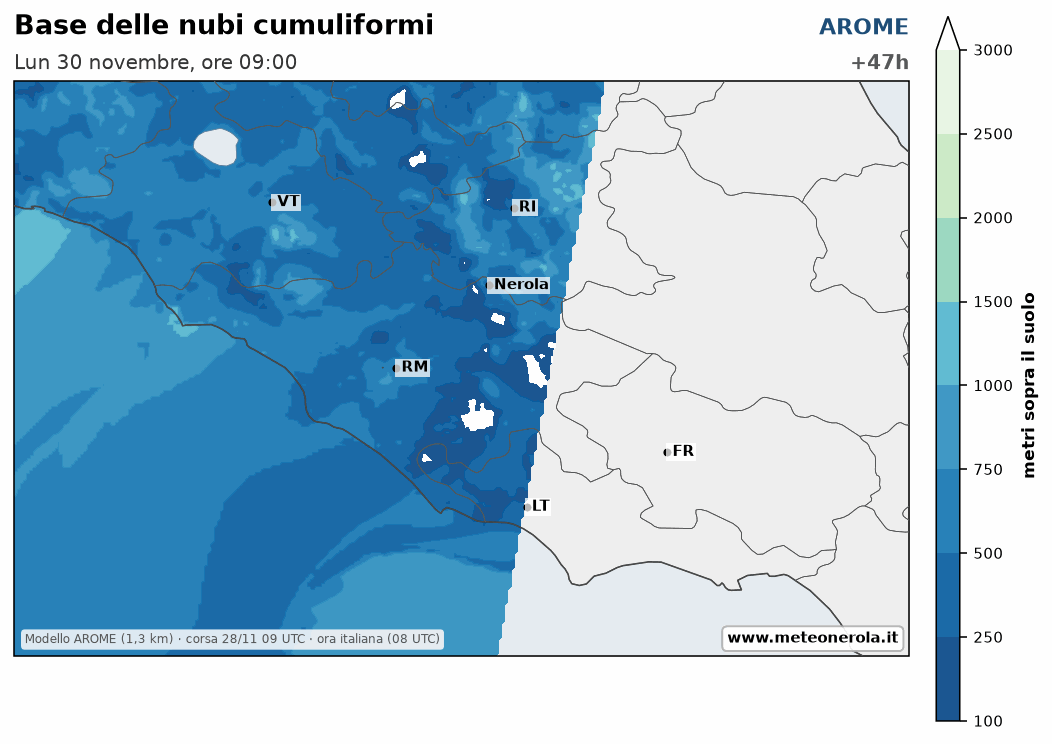 Base delle nubi cumuliformi
AROME
Lun 30 novembre, ore 09:00
+47h
3000
2500
2000
1500
1000
750
500
250
100
metri sopra il suolo
VT
RI
Nerola
RM
FR
LT
Modello AROME (1,3 km) · corsa 28/11 09 UTC · ora italiana (08 UTC)
www.meteonerola.it